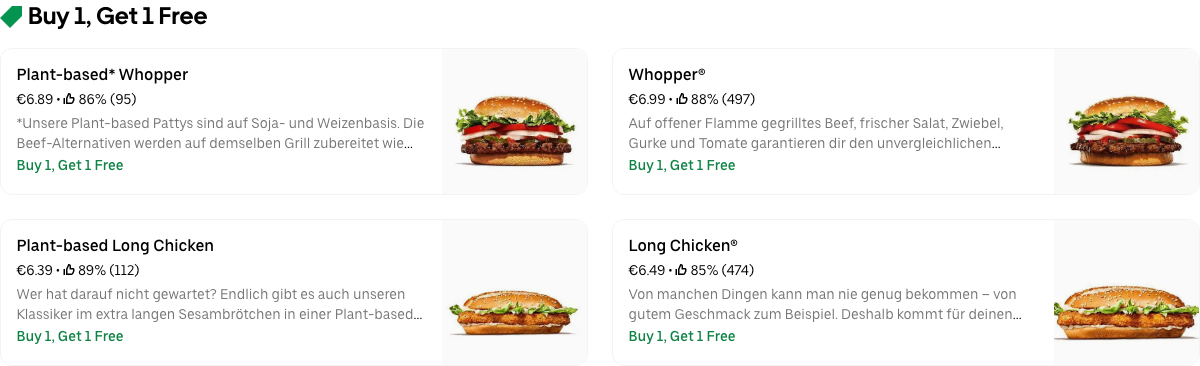 Buy 1, Get 1 Free
Plant-based* Whopper
€6.89 • 86% (95)
*Unsere Plant-based Pattys sind auf Soja- und Weizenbasis. Die
Beef-Alternativen werden auf demselben Grill zubereitet wie...
Buy 1, Get 1 Free
Whopper®
€6.99 • 88% (497)
Auf offener Flamme gegrilltes Beef, frischer Salat, Zwiebel,
Gurke und Tomate garantieren dir den unvergleichlichen...
Buy 1, Get 1 Free
Plant-based Long Chicken
€6.39 • 89% (112)
Wer hat darauf nicht gewartet? Endlich gibt es auch unseren
Klassiker im extra langen Sesambrötchen in einer Plant-based...
Buy 1, Get 1 Free
Long Chicken®
€6.49 • 85% (474)
Von manchen Dingen kann man nie genug bekommen – von
gutem Geschmack zum Beispiel. Deshalb kommt für deinen...
Buy 1, Get 1 Free